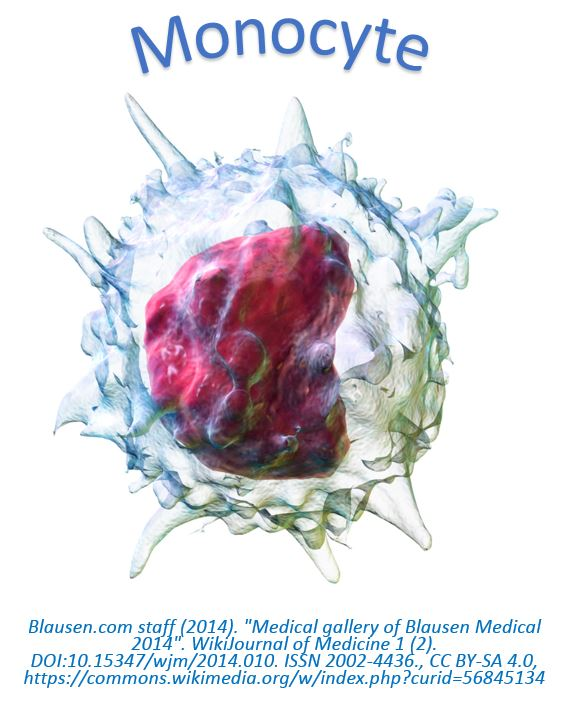 Monocyte
Blausen.com staff (2014). "Medical gallery of Blausen Medical
2014". WikiJournal of Medicine 1 (2).
DOI:10.15347/wjm/2014.010. ISSN 2002-4436., CC BY-SA 4.0,
https://commons.wikimedia.org/w/index.php?curid=56845134